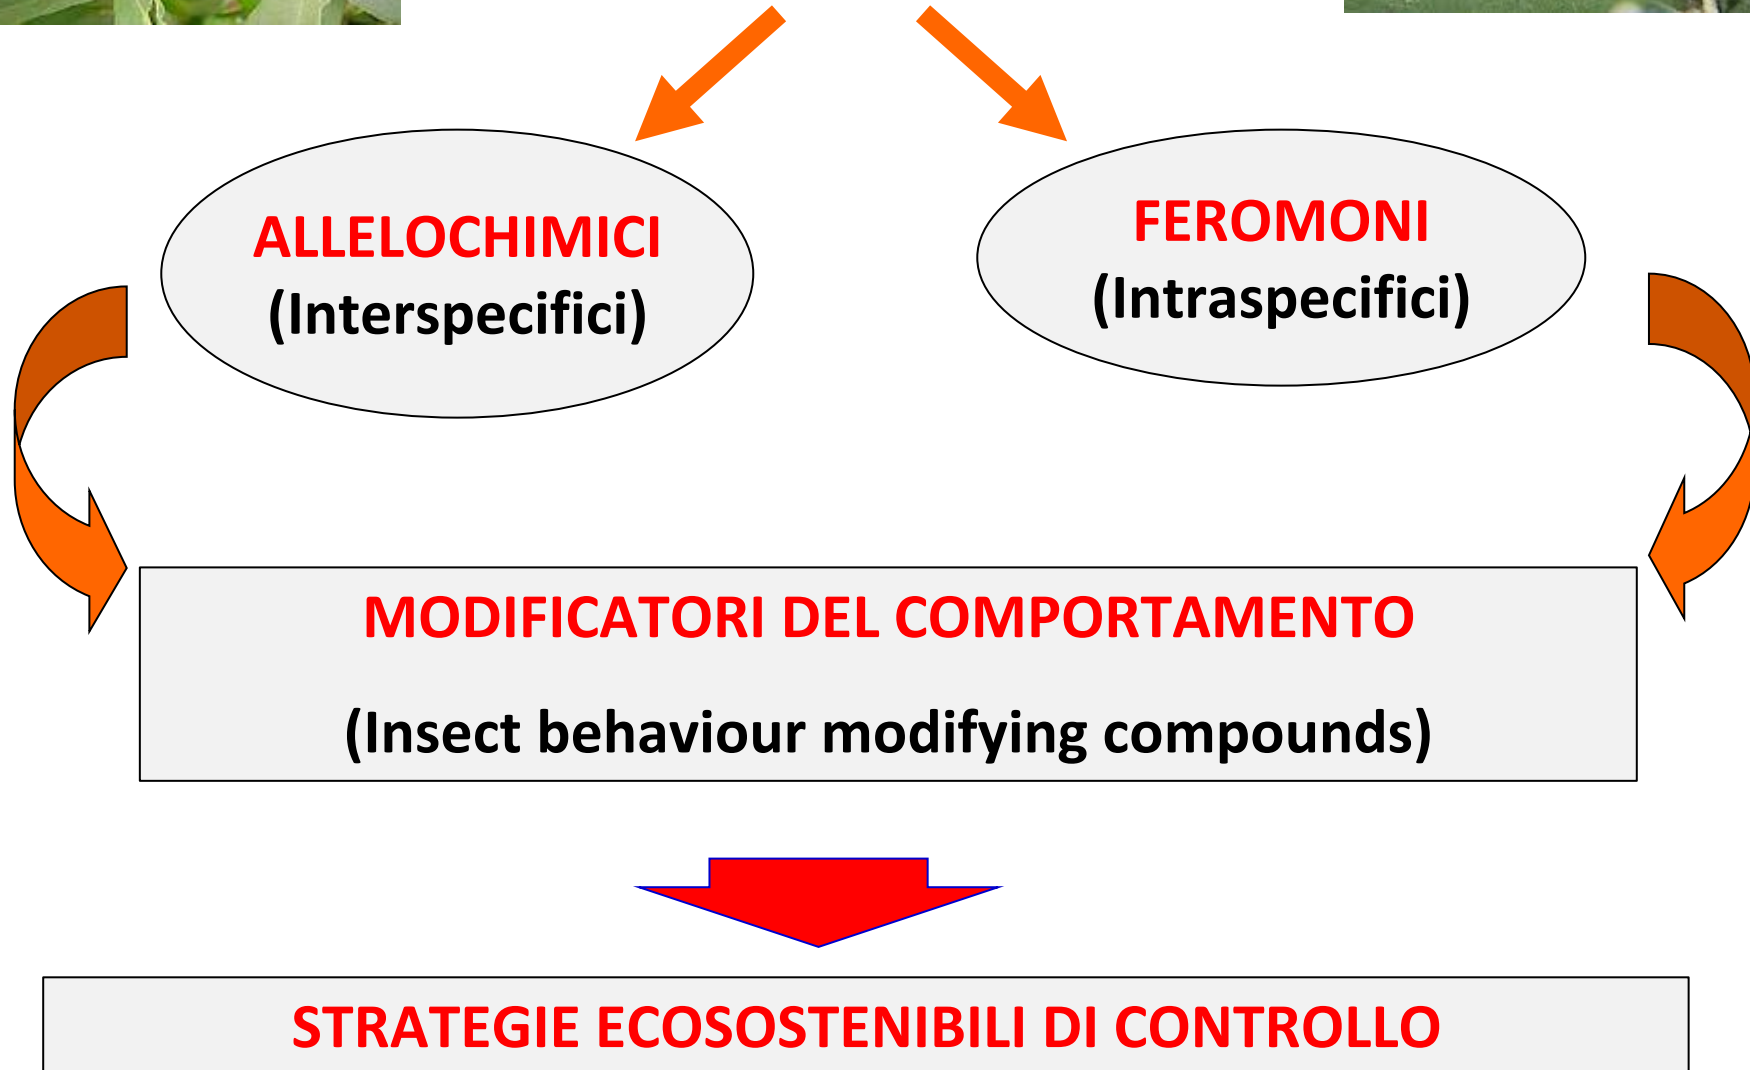 ALLELOCHIMICI
(Interspecifici)
FEROMONI
(Intraspecifici)
MODIFICATORI DEL COMPORTAMENTO
(Insect behaviour modifying compounds)
STRATEGIE ECOSOSTENIBILI DI CONTROLLO